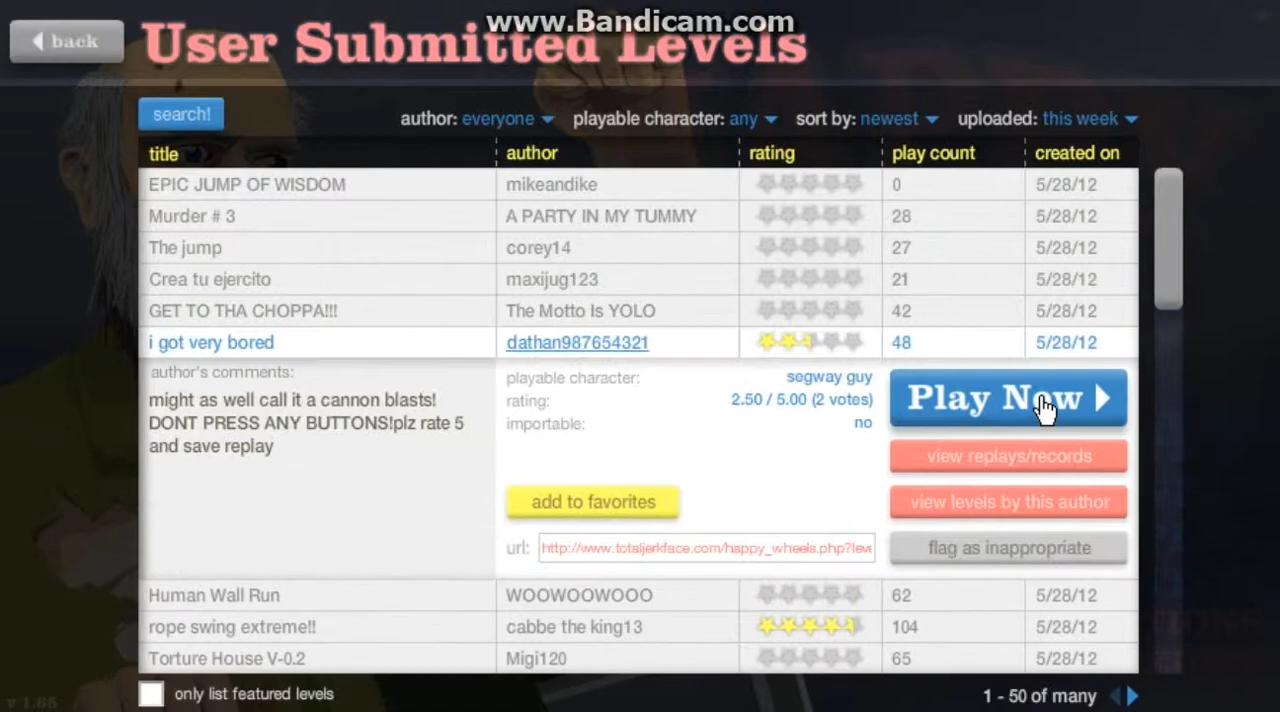 www.Bandicam.com
back
User Submitted Levels
search!
author: everyone playable character: any sort by: newest uploaded: this week
title author rating play count created on
EPIC JUMP OF WISDOM mikeandike 0 5/28/12
Murder # 3 A PARTY IN MY TUMMY 28 5/28/12
The jump corey14 27 5/28/12
Crea tu ejercito maxijug123 21 5/28/12
GET TO THA CHOPPA!!! The Motto Is YOLO 42 5/28/12
i got very bored dathan987654321 48 5/28/12
author's comments:
might as well call it a cannon blasts!
DONT PRESS ANY BUTTONS!plz rate 5
and save replay
playable character: segway guy
rating: 2.50 / 5.00 (2 votes)
importable: no
add to favorites
url: http://www.totaljerkface.com/happy_wheels.php?leve
Play Now
view replays/records
view levels by this author
flag as inappropriate
Human Wall Run WOOWOOWOOO 62 5/28/12
rope swing extreme!! cabbe the king13 104 5/28/12
Torture House V-0.2 Migi120 65 5/28/12
only list featured levels
1 - 50 of many